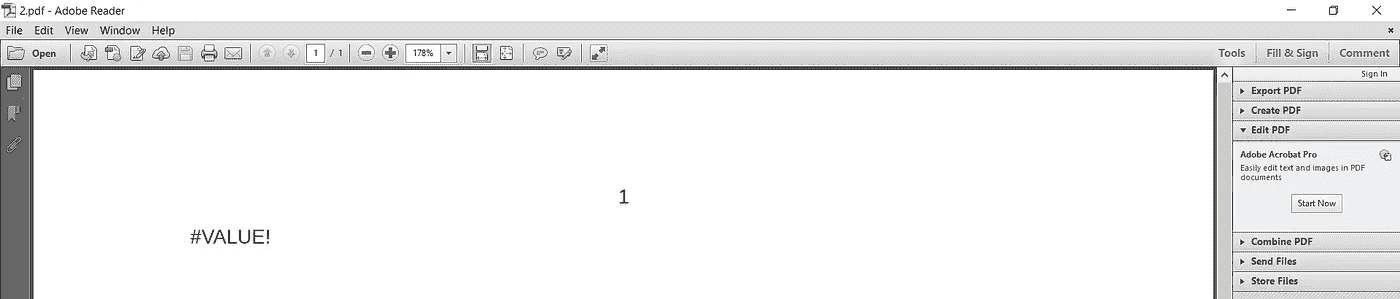 2.pdf - Adobe Reader
File Edit View Window Help
Open 1 / 1 178% Tools Fill & Sign Comment
Sign In
Export PDF
Create PDF
Edit PDF
Adobe Acrobat Pro
Easily edit text and images in PDF
documents
Start Now
Combine PDF
Send Files
Store Files
1
#VALUE!